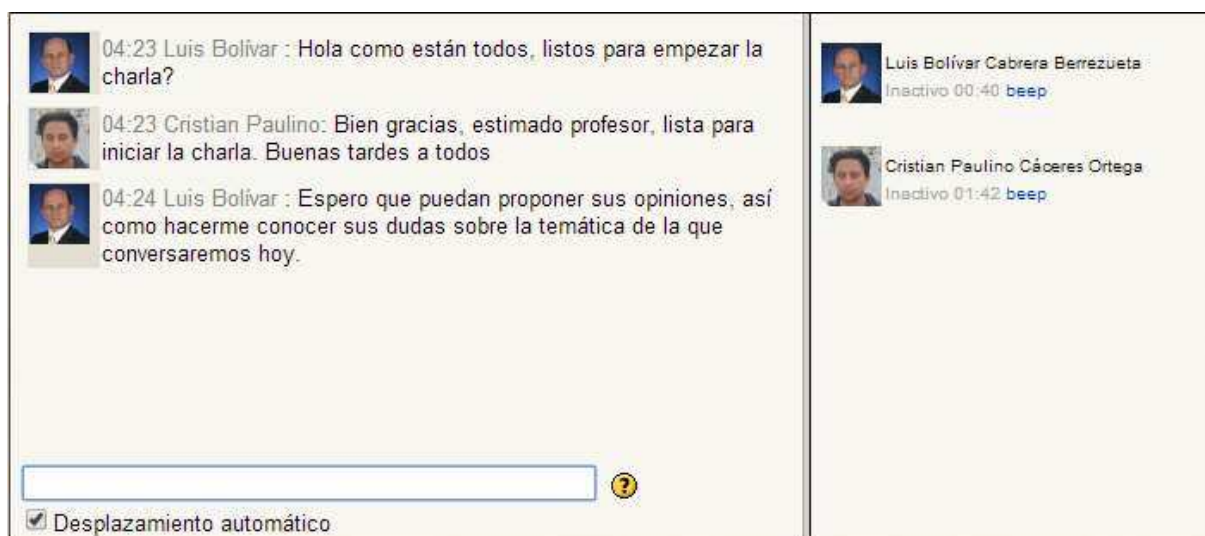 04:23 Luis Bolívar : Hola como están todos, listos para empezar la
charla?
04:23 Cristian Paulino: Bien gracias, estimado profesor, lista para
iniciar la charla. Buenas tardes a todos
04:24 Luis Bolívar : Espero que puedan proponer sus opiniones, así
como hacerme conocer sus dudas sobre la temática de la que
conversaremos hoy.
?
Desplazamiento automático
Luis Bolívar Cabrera Berrezueta
Inactivo 00:40 beep
Cristian Paulino Cáceres Ortega
Inactivo 01:42 beep